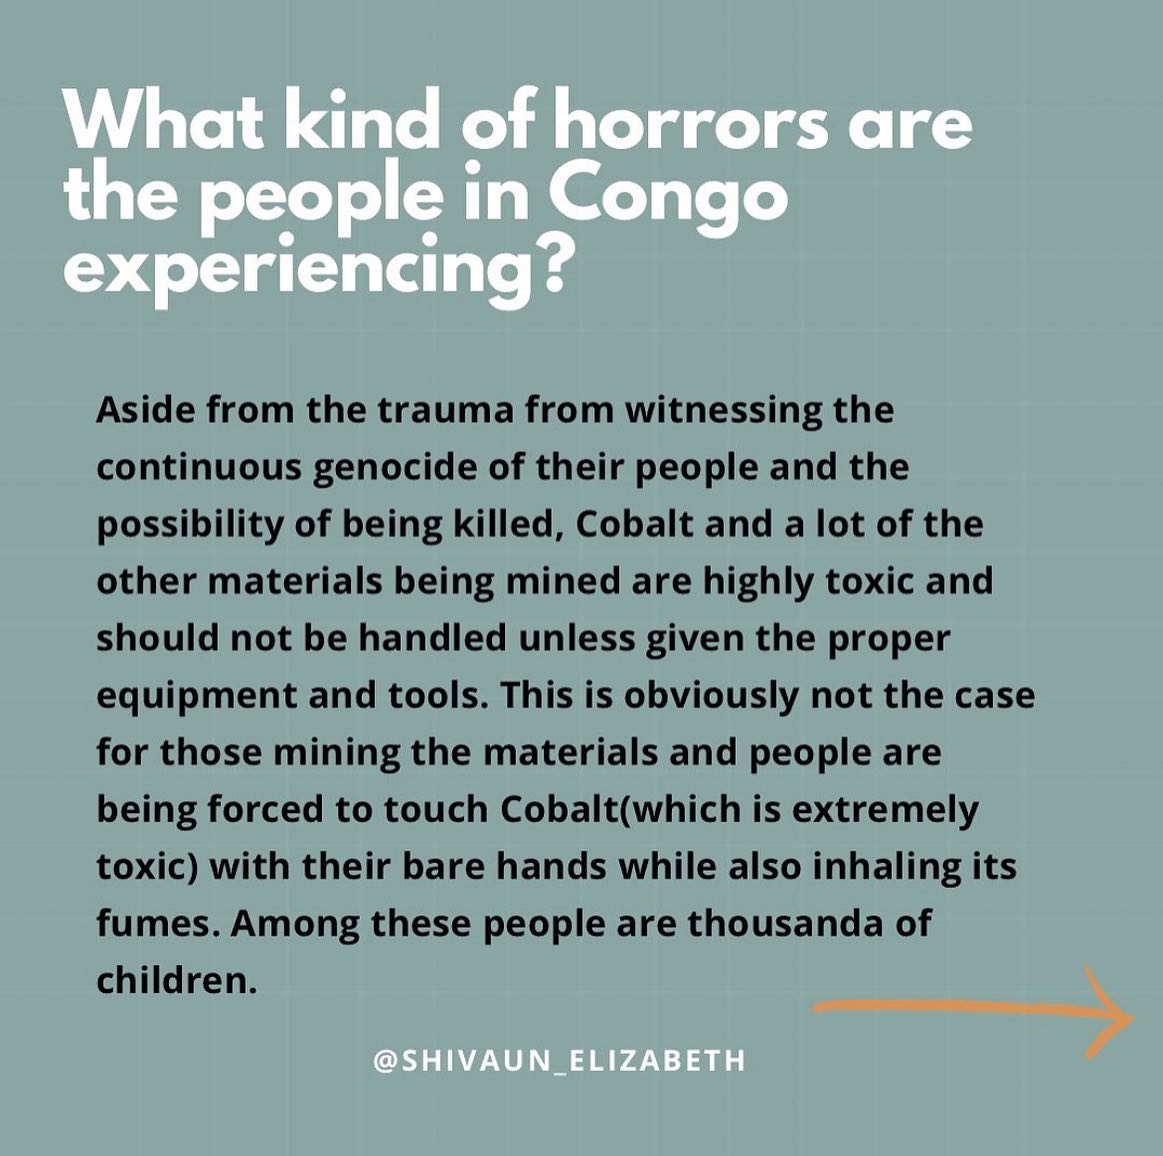 What kind of horrors are
the people in Congo
experiencing?
Aside from the trauma from witnessing the
continuous genocide of their people and the
possibility of being killed, Cobalt and a lot of the
other materials being mined are highly toxic and
should not be handled unless given the proper
equipment and tools. This is obviously not the case
for those mining the materials and people are
being forced to touch Cobalt(which is extremely
toxic) with their bare hands while also inhaling its
fumes. Among these people are thousanda of
children.
@SHIVAUN_ELIZABETH